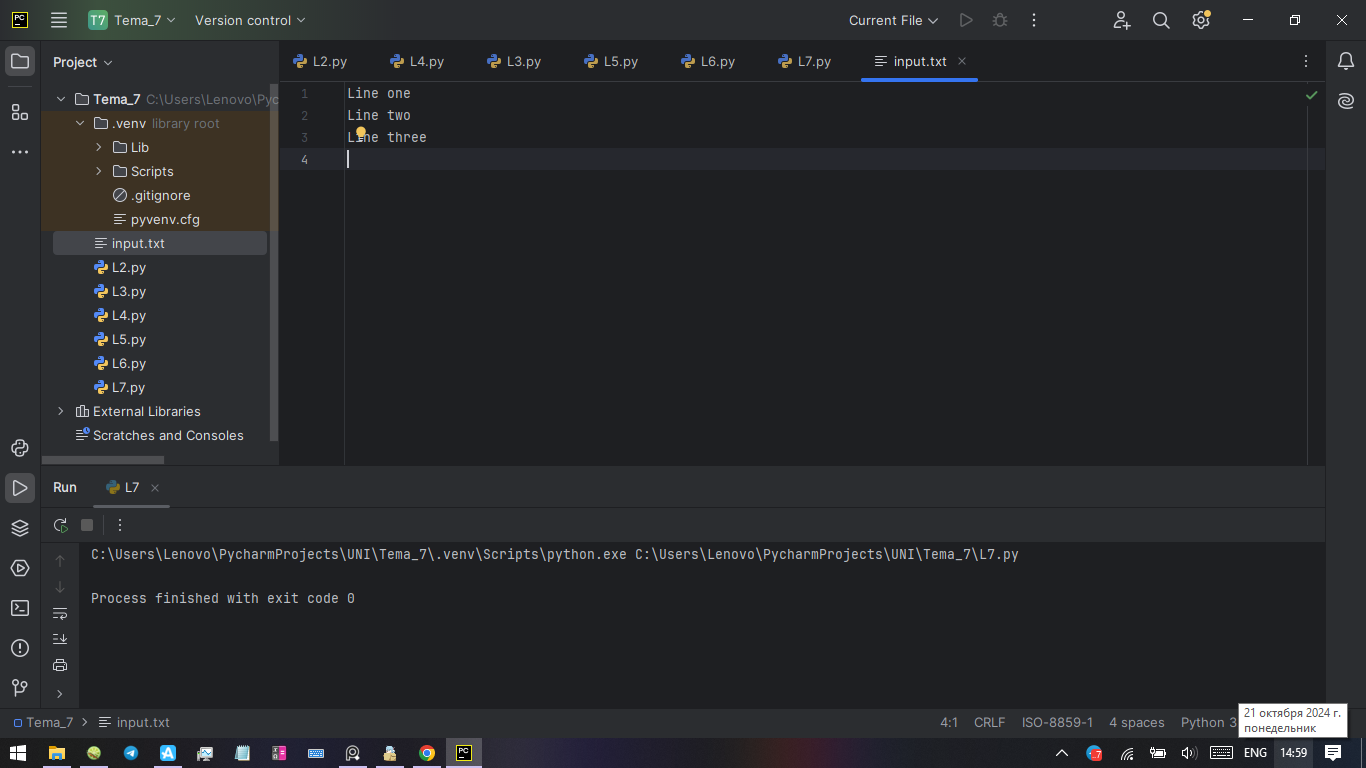 PC T7 Tema_7 Version control Current File
Project
L2.py L4.py L3.py L5.py L6.py L7.py input.txt
Tema_7 C:\Users\Lenovo\Pyc
.venv library root
Lib
Scripts
.gitignore
pyvenv.cfg
input.txt
L2.py
L3.py
L4.py
L5.py
L6.py
L7.py
External Libraries
Scratches and Consoles
1 Line one
2 Line two
3 Line three
4
Run L7
C:\Users\Lenovo\PycharmProjects\UNI\Tema_7\.venv\Scripts\python.exe C:\Users\Lenovo\PycharmProjects\UNI\Tema_7\L7.py
Process finished with exit code 0
Tema_7 input.txt 4:1 CRLF ISO-8859-1 4 spaces Python 3
21 октября 2024 г.
понедельник
PC 7 ENG 14:59